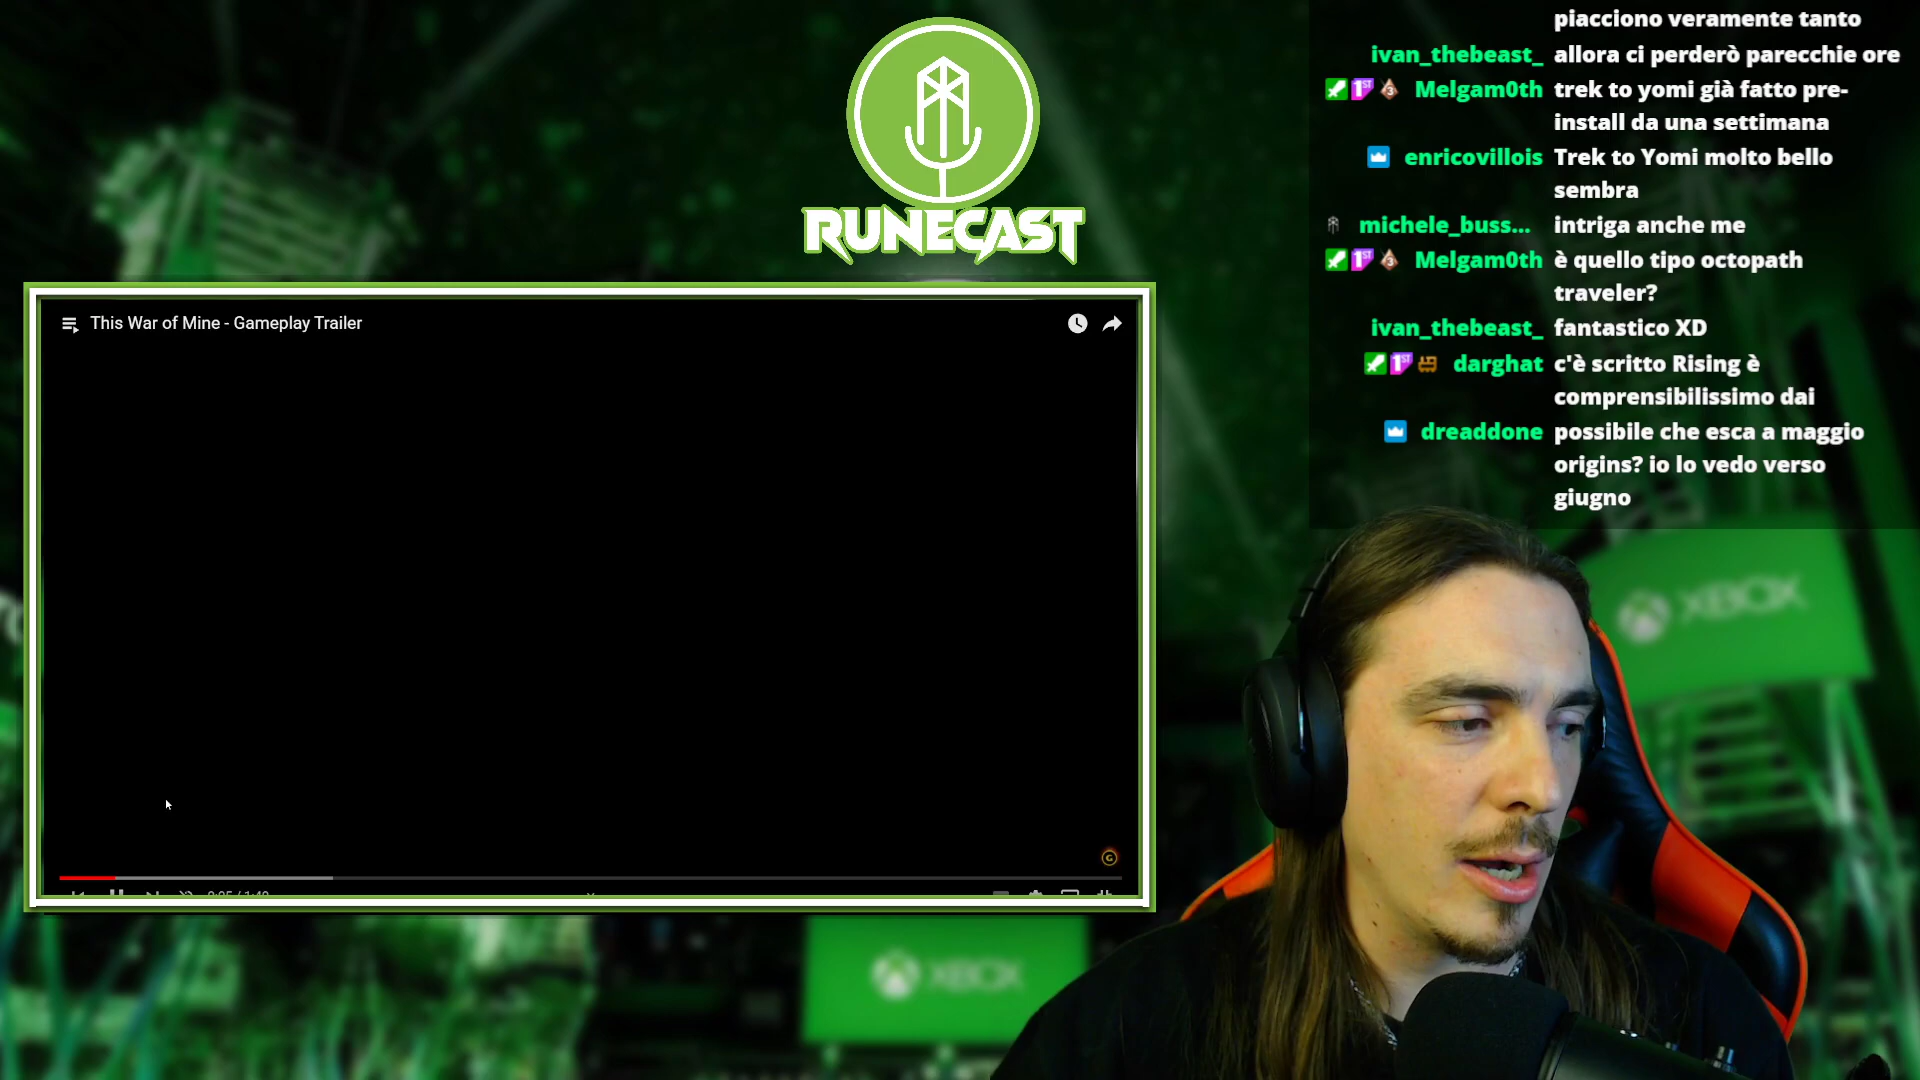 RUNECAST
This War of Mine - Gameplay Trailer
piacciono veramente tanto
ivan_thebeast_ allora ci perderò parecchie ore
Melgam0th trek to yomi già fatto pre-
install da una settimana
enricovillois Trek to Yomi molto bello
sembra
michele_buss... intriga anche me
Melgam0th è quello tipo octopath
traveler?
ivan_thebeast_ fantastico XD
darghat c'è scritto Rising è
comprensibilissimo dai
dreaddone possibile che esca a maggio
origins? io lo vedo verso
giugno
XBOX
XBOX